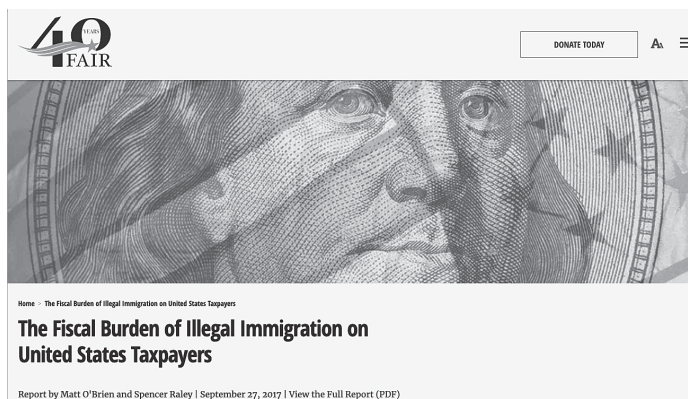 40 YEARS
FAIR
DONATE TODAY
AA
Home > The Fiscal Burden of Illegal Immigration on United States Taxpayers
The Fiscal Burden of Illegal Immigration on
United States Taxpayers
Report by Matt O'Brien and Spencer Raley | September 27, 2017 | View the Full Report (PDF)